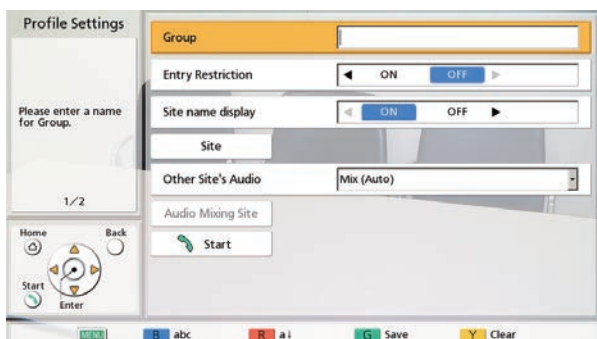 Profile Settings
Please enter a name
for Group.
1/2
Home
Back
Start
Enter
Group
Entry Restriction
ON
OFF
Site name display
ON
OFF
Site
Other Site's Audio
Mix (Auto)
Audio Mixing Site
Start
MENU
B abc
R a↓
G Save
Y Clear